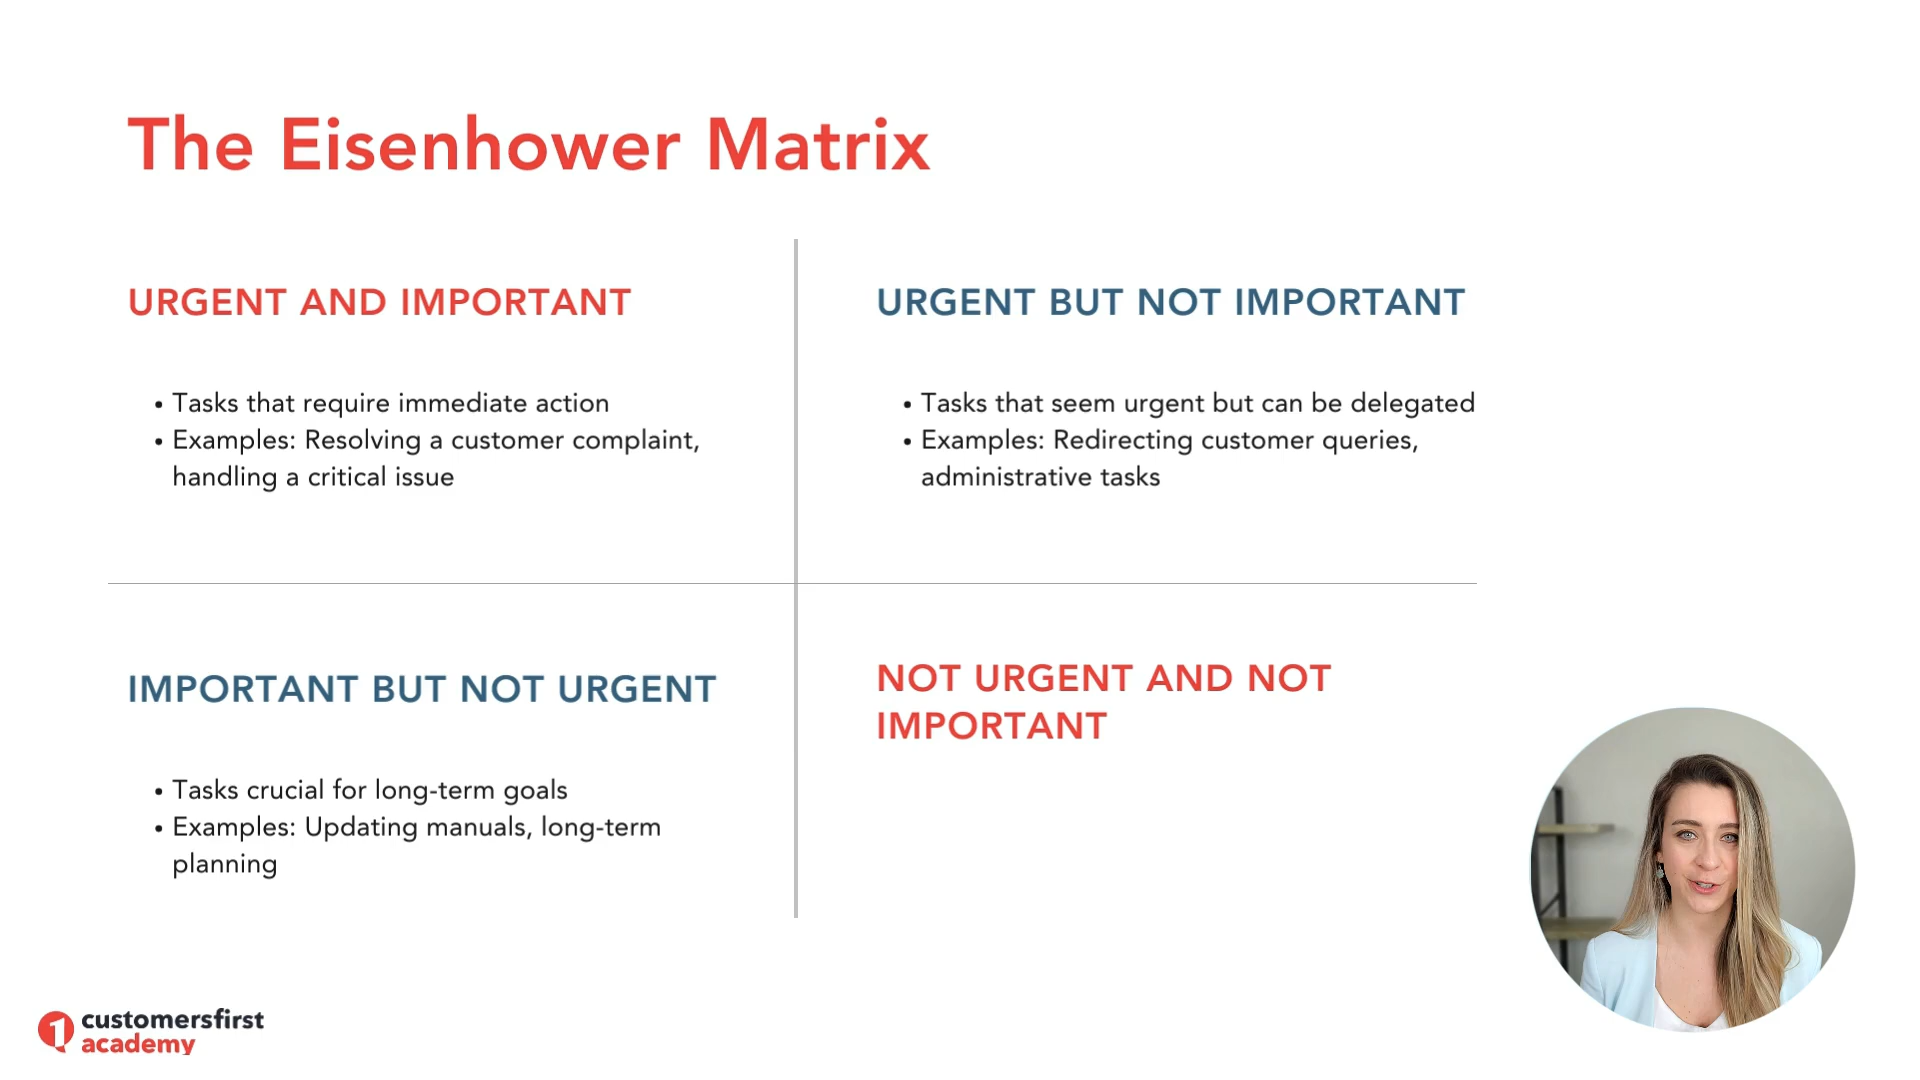 The Eisenhower Matrix
URGENT AND IMPORTANT
• Tasks that require immediate action
• Examples: Resolving a customer complaint,
handling a critical issue
URGENT BUT NOT IMPORTANT
• Tasks that seem urgent but can be delegated
• Examples: Redirecting customer queries,
administrative tasks
IMPORTANT BUT NOT URGENT
• Tasks crucial for long-term goals
• Examples: Updating manuals, long-term
planning
NOT URGENT AND NOT
IMPORTANT
1 customersfirst
academy